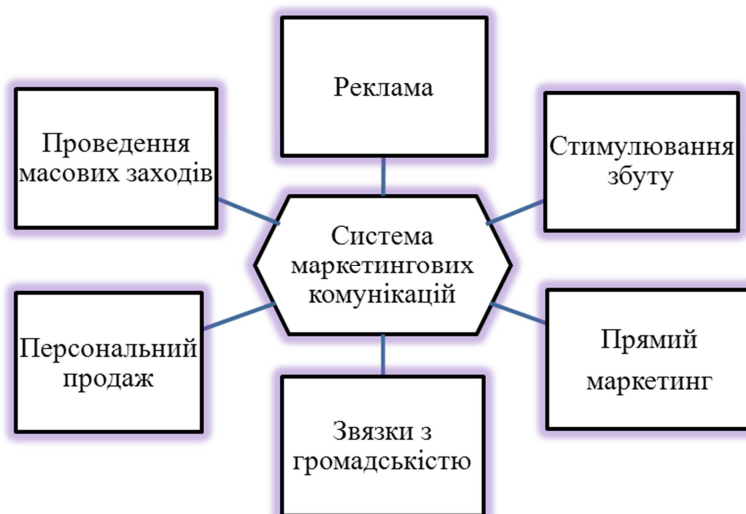 Реклама
Проведення
масових заходів
Стимулювання
збуту
Система
маркетингових
комунікацій
Персональний
продаж
Прямий
маркетинг
Звязки з
громадськістю